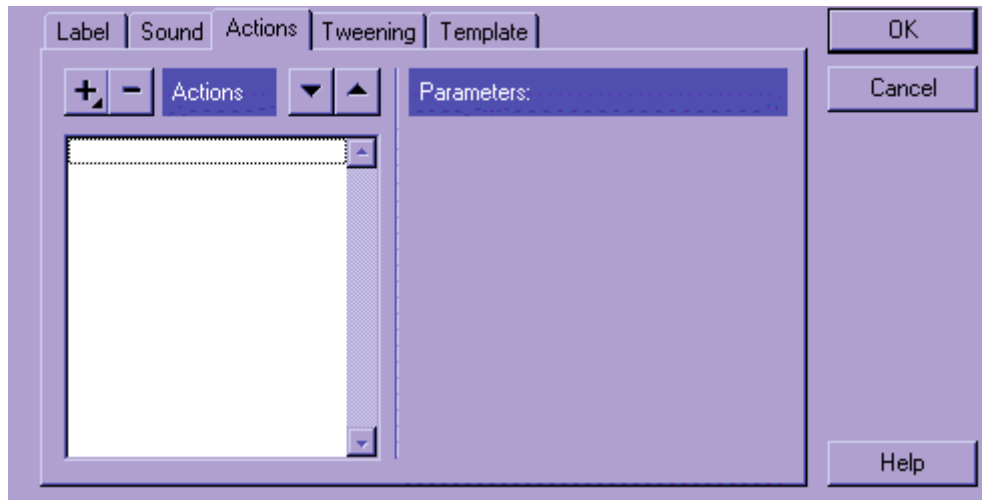 Label Sound Actions Tweening Template OK
+ - Actions Parameters: Cancel
Help